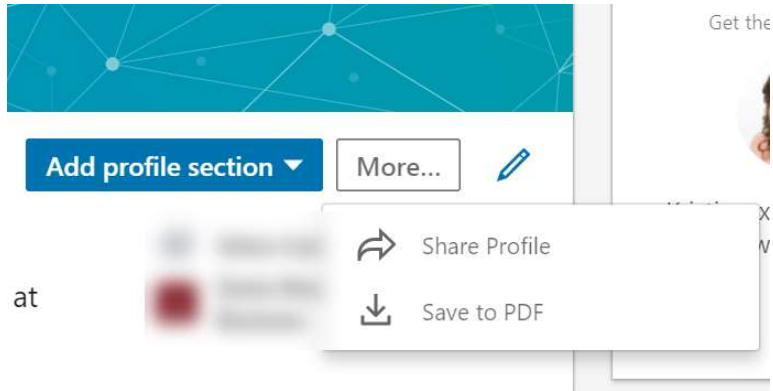 Get the
Add profile section
More...
Share Profile
at
Save to PDF